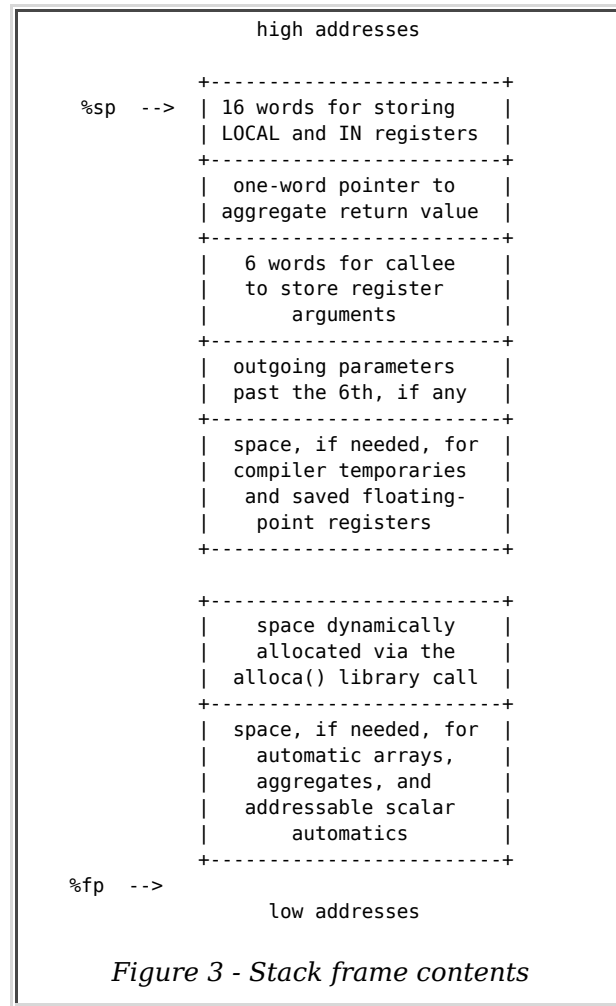 high addresses
+-------------------------+
%sp  --> | 16 words for storing    |
| LOCAL and IN registers  |
+-------------------------+
|  one-word pointer to    |
| aggregate return value  |
+-------------------------+
|   6 words for callee    |
|   to store register     |
|       arguments         |
+-------------------------+
|  outgoing parameters    |
|  past the 6th, if any   |
+-------------------------+
|  space, if needed, for  |
|  compiler temporaries   |
|   and saved floating-   |
|    point registers      |
+-------------------------+
+-------------------------+
|    space dynamically    |
|    allocated via the    |
|  alloca() library call  |
+-------------------------+
|  space, if needed, for  |
|    automatic arrays,    |
|    aggregates, and      |
|   addressable scalar    |
|       automatics        |
+-------------------------+
%fp  -->
low addresses
Figure 3 - Stack frame contents